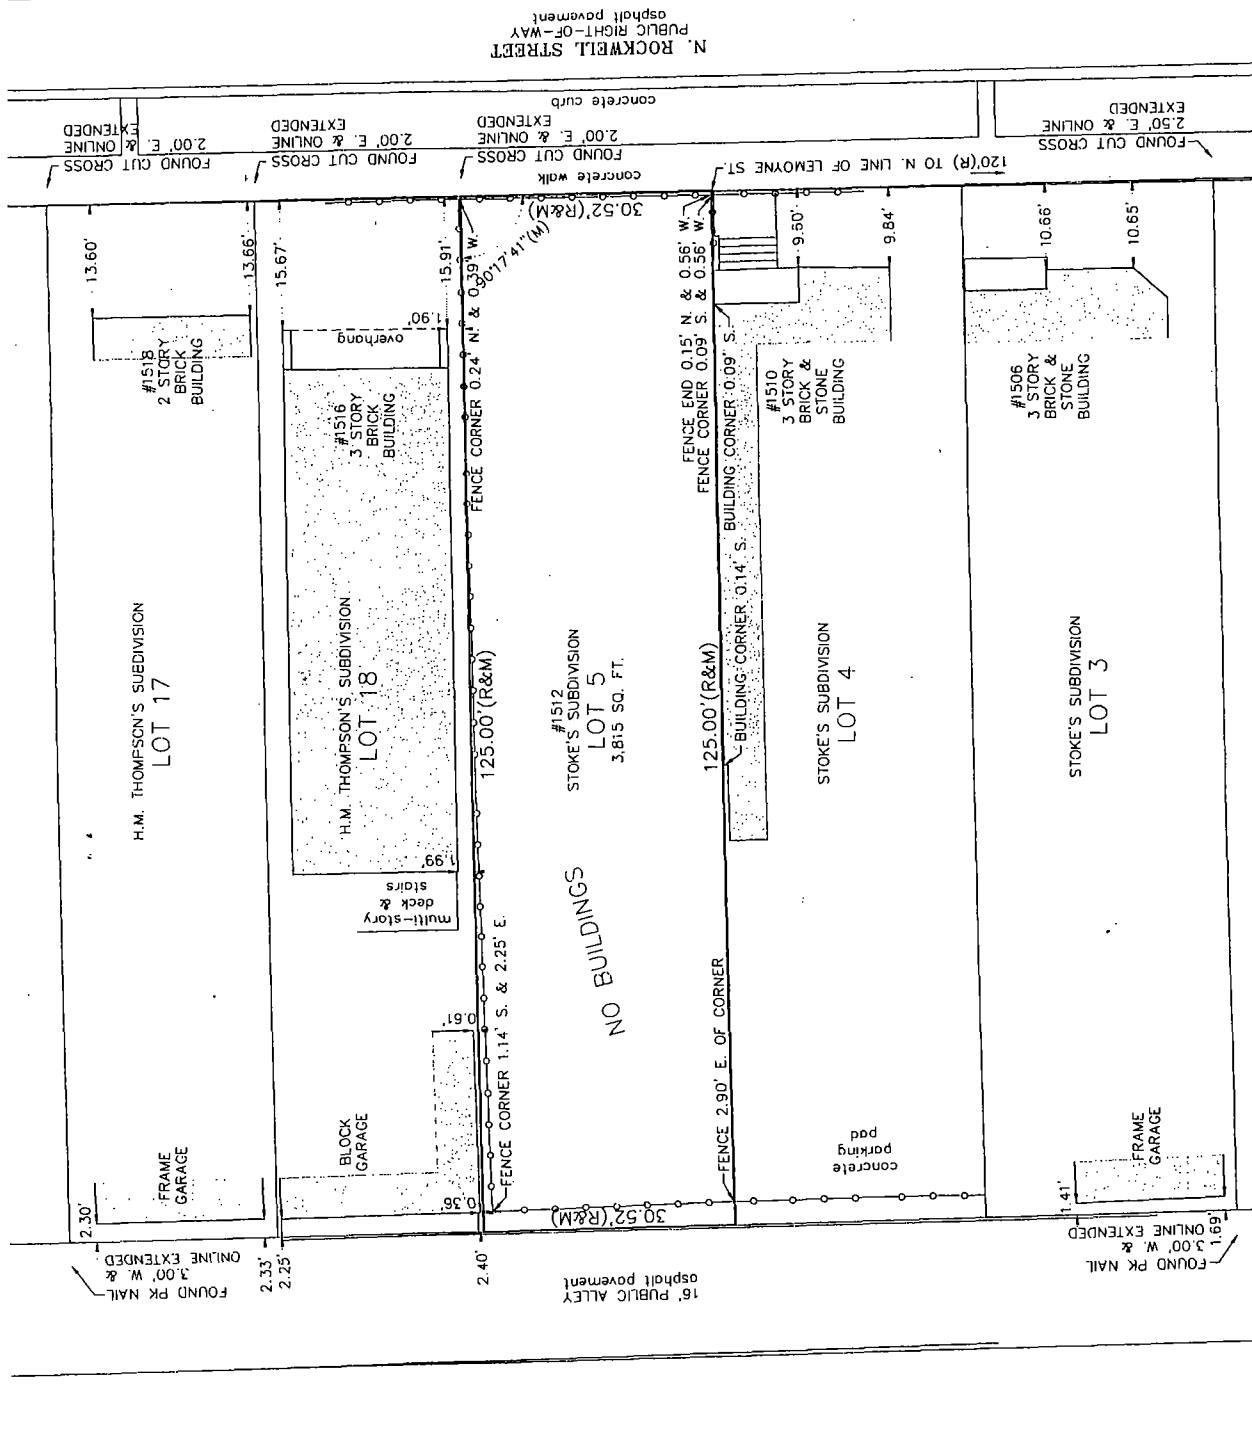 N. ROCKWELL STREET
PUBLIC RIGHT-OF-WAY
asphalt pavement
concrete curb
FOUND CUT CROSS
2.00' E. & ONLINE
EXTENDED
FOUND CUT CROSS
2.00' E. & ONLINE
EXTENDED
FOUND CUT CROSS
2.00' E. & ONLINE
EXTENDED
FOUND CUT CROSS
2.50' E. & ONLINE
EXTENDED
concrete walk
120'(R) TO N. LINE OF LEMOYNE ST.
30.52'(R&M)
90°17'41"(M)
13.60'
13.66'
15.67'
15.91'
1.90'
overhang
9.60'
9.84'
10.66'
10.65'
#1518
2 STORY
BRICK
BUILDING
#1516
3 STORY
BRICK
BUILDING
FENCE CORNER 0.24' N. & 0.39' W.
FENCE END 0.15' N. & 0.56' W.
FENCE CORNER 0.09' S. & 0.56' W.
BUILDING CORNER 0.09' S.
BUILDING CORNER 0.14' S.
#1510
3 STORY
BRICK &
STONE
BUILDING
#1506
3 STORY
BRICK &
STONE
BUILDING
H.M. THOMPSON'S SUBDIVISION
LOT 17
H.M. THOMPSON'S SUBDIVISION
LOT 18
125.00'(R&M)
#1512
STOKE'S SUBDIVISION
LOT 5
3,815 SQ. FT.
125.00'(R&M)
STOKE'S SUBDIVISION
LOT 4
STOKE'S SUBDIVISION
LOT 3
1.99'
multi-story
deck &
stairs
NO BUILDINGS
0.61'
FENCE CORNER 1.14' S. & 2.25' E.
FENCE 2.90' E. OF CORNER
FRAME
GARAGE
BLOCK
GARAGE
concrete
parking
pad
FRAME
GARAGE
0.36'
30.52'(R&M)
2.30'
2.33'
2.25'
2.40'
1.41'
1.69'
FOUND PK NAIL
3.00' W. &
ONLINE EXTENDED
FOUND PK NAIL
3.00' W. &
ONLINE EXTENDED
16' PUBLIC ALLEY
asphalt pavement